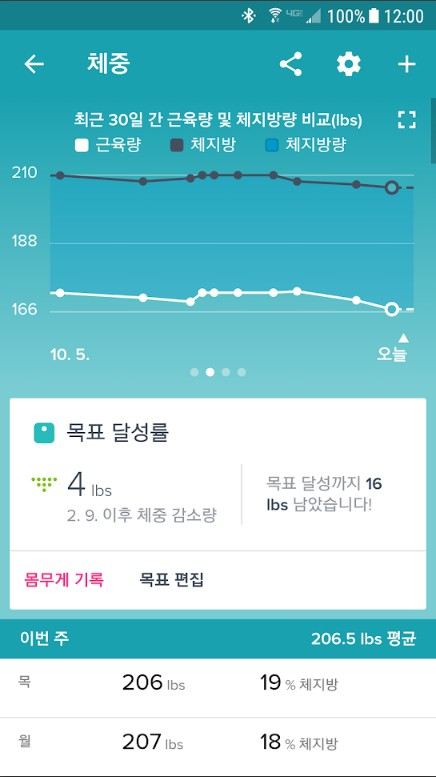 4GE 100% 12:00
체중
최근 30일 간 근육량 및 체지방량 비교(lbs)
근육량 체지방 체지방량
210
188
166
10. 5. 오늘
목표 달성률
4 lbs
2. 9. 이후 체중 감소량
목표 달성까지 16
lbs 남았습니다!
몸무게 기록 목표 편집
이번 주 206.5 lbs 평균
목 206 lbs 19 % 체지방
월 207 lbs 18 % 체지방